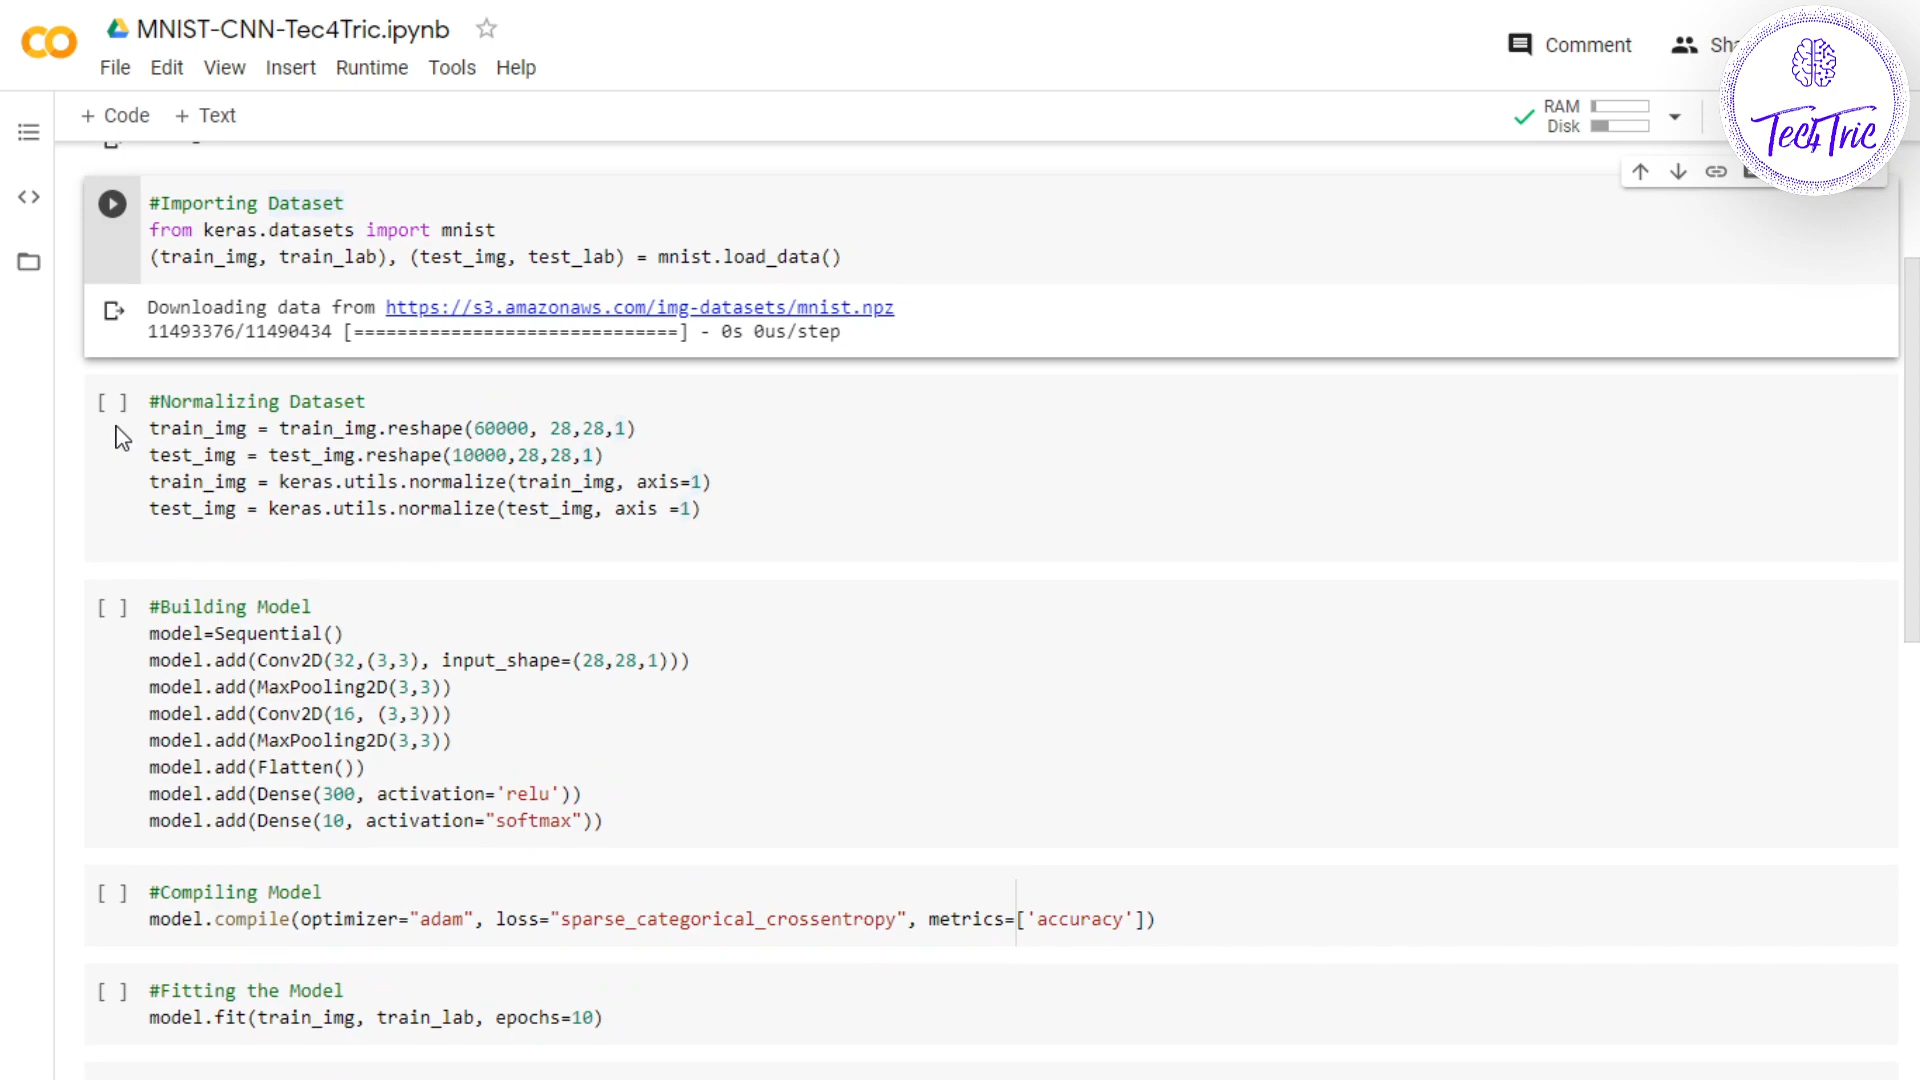 MNIST-CNN-Tec4Tric.ipynb
File Edit View Insert Runtime Tools Help
Comment
Tec4Tric
+ Code + Text
RAM
Disk
#Importing Dataset
from keras.datasets import mnist
(train_img, train_lab), (test_img, test_lab) = mnist.load_data()
Downloading data from https://s3.amazonaws.com/img-datasets/mnist.npz
11493376/11490434 [==============================] - 0s 0us/step
[ ] #Normalizing Dataset
train_img = train_img.reshape(60000, 28,28,1)
test_img = test_img.reshape(10000,28,28,1)
train_img = keras.utils.normalize(train_img, axis=1)
test_img = keras.utils.normalize(test_img, axis =1)
[ ] #Building Model
model=Sequential()
model.add(Conv2D(32,(3,3), input_shape=(28,28,1)))
model.add(MaxPooling2D(3,3))
model.add(Conv2D(16, (3,3)))
model.add(MaxPooling2D(3,3))
model.add(Flatten())
model.add(Dense(300, activation='relu'))
model.add(Dense(10, activation="softmax"))
[ ] #Compiling Model
model.compile(optimizer="adam", loss="sparse_categorical_crossentropy", metrics=['accuracy'])
[ ] #Fitting the Model
model.fit(train_img, train_lab, epochs=10)